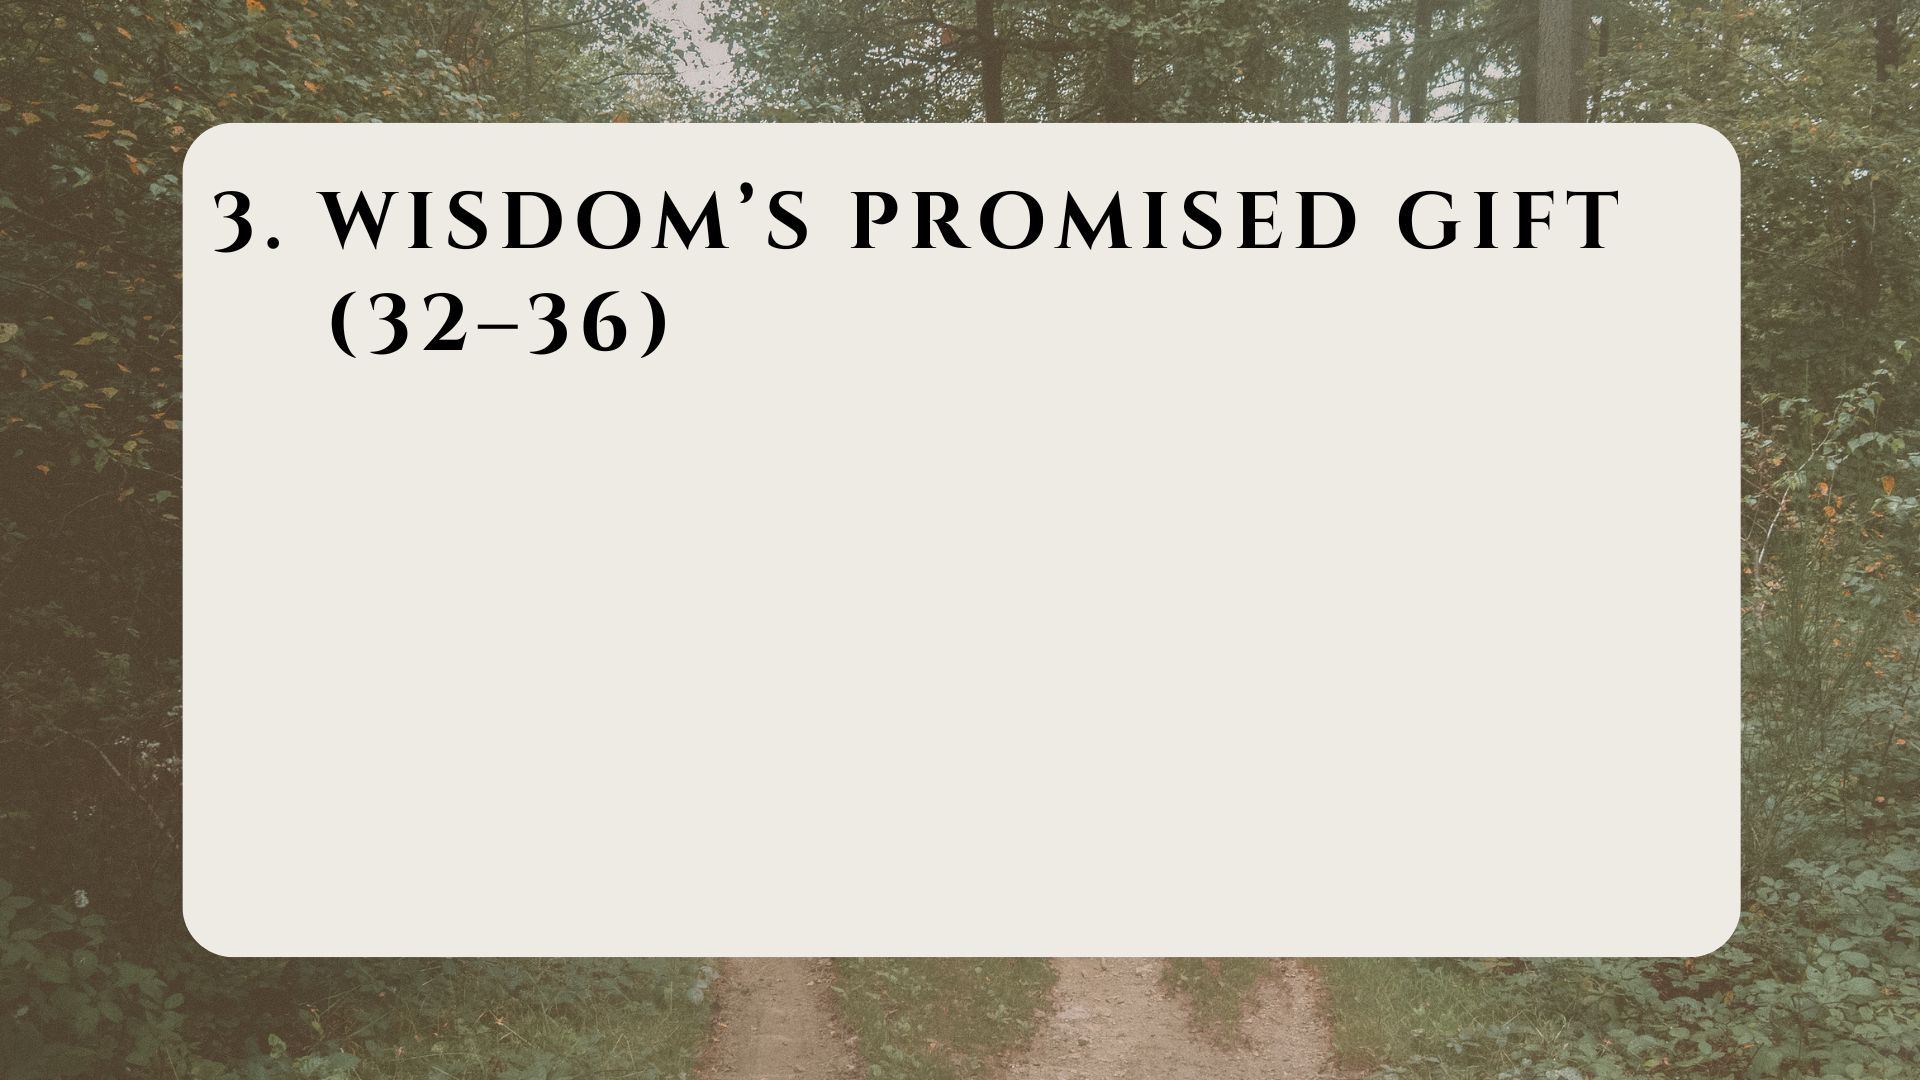 3. WISDOM’S PROMISED GIFT
(32–36)